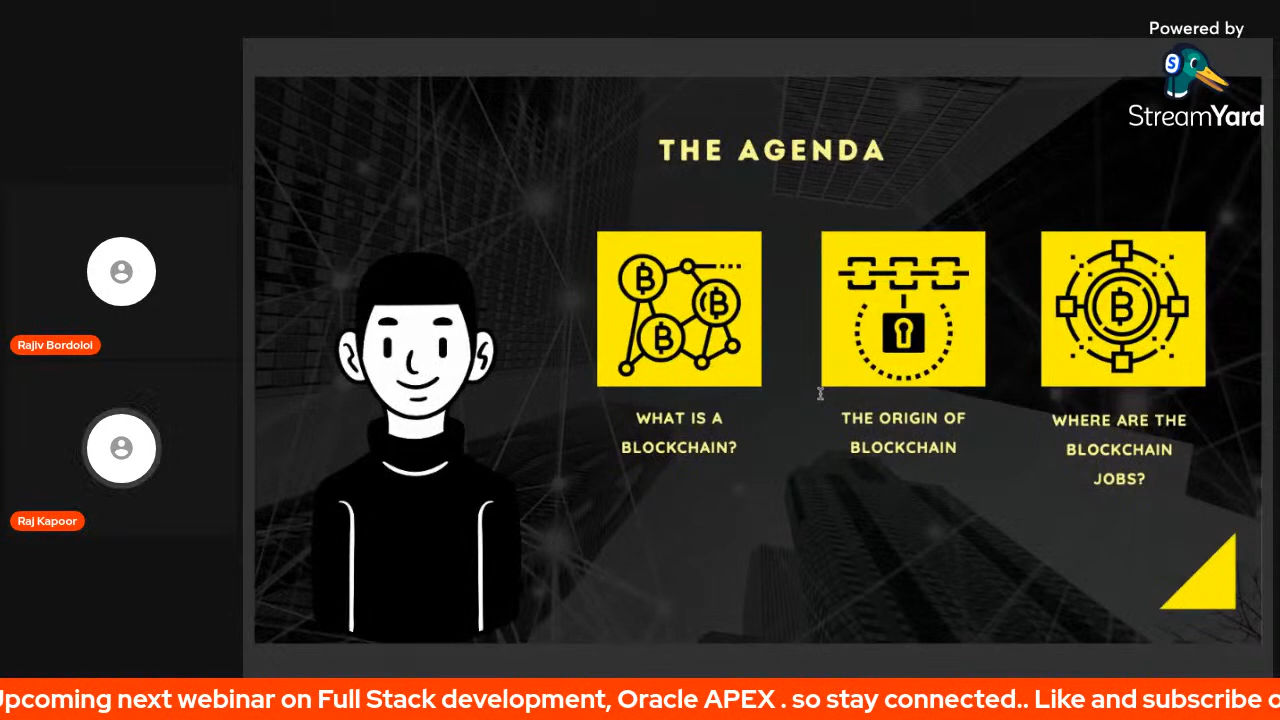 Powered by
StreamYard
THE AGENDA
WHAT IS A
BLOCKCHAIN?
THE ORIGIN OF
BLOCKCHAIN
WHERE ARE THE
BLOCKCHAIN
JOBS?
Rajiv Bordoloi
Raj Kapoor
Upcoming next webinar on Full Stack development, Oracle APEX . so stay connected.. Like and subscribe